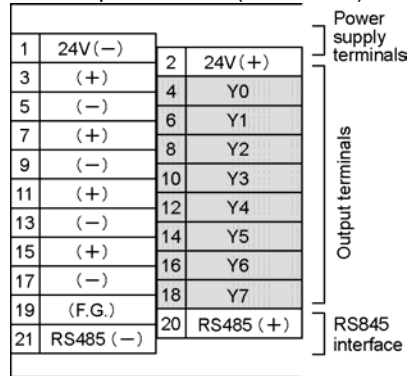 Power
supply
terminals
1 24V(−)
2 24V(+)
3 (+)
4 Y0
5 (−)
6 Y1
7 (+)
8 Y2
9 (−)
10 Y3
11 (+)
12 Y4
13 (−)
14 Y5
15 (+)
16 Y6
17 (−)
18 Y7
19 (F.G.)
20 RS485(+)
21 RS485(−)
Output terminals
RS845
interface